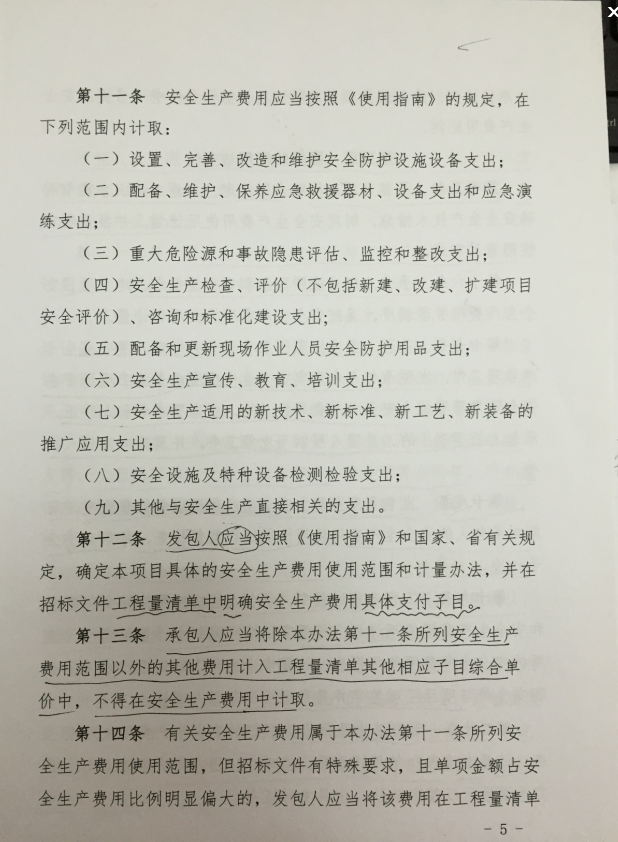 第十一条 安全生产费用应当按照《使用指南》的规定，在
下列范围内计取：
（一）设置、完善、改造和维护安全防护设施设备支出；
（二）配备、维护、保养应急救援器材、设备支出和应急演
练支出；
（三）重大危险源和事故隐患评估、监控和整改支出；
（四）安全生产检查、评价（不包括新建、改建、扩建项目
安全评价）、咨询和标准化建设支出；
（五）配备和更新现场作业人员安全防护用品支出；
（六）安全生产宣传、教育、培训支出；
（七）安全生产适用的新技术、新标准、新工艺、新装备的
推广应用支出；
（八）安全设施及特种设备检测检验支出；
（九）其他与安全生产直接相关的支出。
第十二条 发包人应当按照《使用指南》和国家、省有关规
定，确定本项目具体的安全生产费用使用范围和计量办法，并在
招标文件工程量清单中明确安全生产费用具体支付子目。
第十三条 承包人应当将除本办法第十一条所列安全生产
费用范围以外的其他费用计入工程量清单其他相应子目综合单
价中，不得在安全生产费用中计取。
第十四条 有关安全生产费用属于本办法第十一条所列安
全生产费用使用范围，但招标文件有特殊要求，且单项金额占安
全生产费用比例明显偏大的，发包人应当将该费用在工程量清单
- 5 -